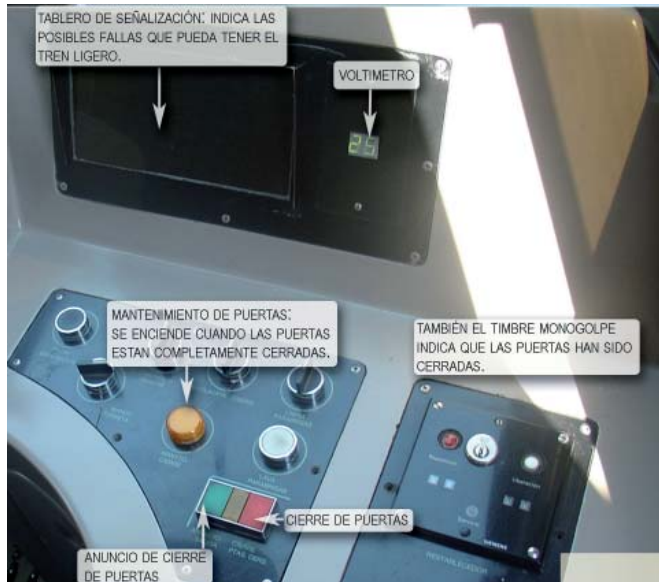 TABLERO DE SEÑALIZACIÓN: INDICA LAS
POSIBLES FALLAS QUE PUEDA TENER EL
TREN LIGERO.
VOLTIMETRO
25
MANTENIMIENTO DE PUERTAS:
SE ENCIENDE CUANDO LAS PUERTAS
ESTAN COMPLETAMENTE CERRADAS.
TAMBIÉN EL TIMBRE MONOGOLPE
INDICA QUE LAS PUERTAS HAN SIDO
CERRADAS.
Liberación
SIEMENS
RESTABLECEDOR
CIERRE DE PUERTAS
ANUNCIO DE CIERRE
DE PUERTAS